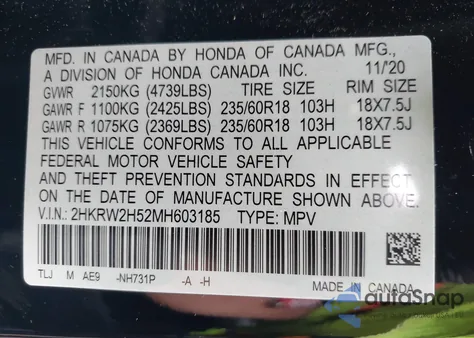 MFD. IN CANADA BY HONDA OF CANADA MFG.,
A DIVISION OF HONDA CANADA INC. 11/'20
GVWR 2150KG (4739LBS) TIRE SIZE RIM SIZE
GAWR F 1100KG (2425LBS) 235/60R18 103H 18X7.5J
GAWR R 1075KG (2369LBS) 235/60R18 103H 18X7.5J
THIS VEHICLE CONFORMS TO ALL APPLICABLE
FEDERAL MOTOR VEHICLE SAFETY
AND THEFT PREVENTION STANDARDS IN EFFECT
ON THE DATE OF MANUFACTURE SHOWN ABOVE.
V.I.N.: 2HKRW2H52MH603185 TYPE: MPV
TLJ M AE9 -NH731P -A -H MADE IN CANADA
autoSnap